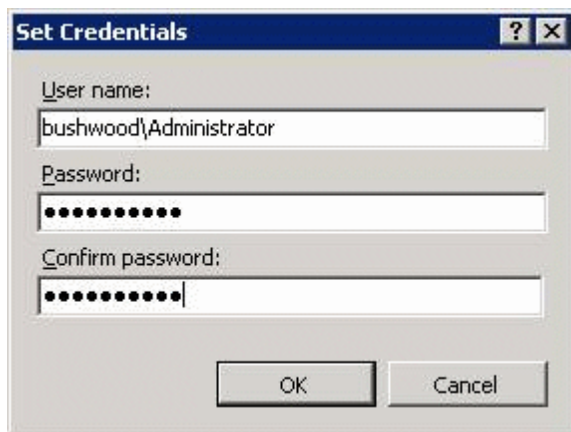 Set Credentials
User name:
bushwood\Administrator
Password:
●●●●●●●●●●
Confirm password:
●●●●●●●●●●
OK Cancel